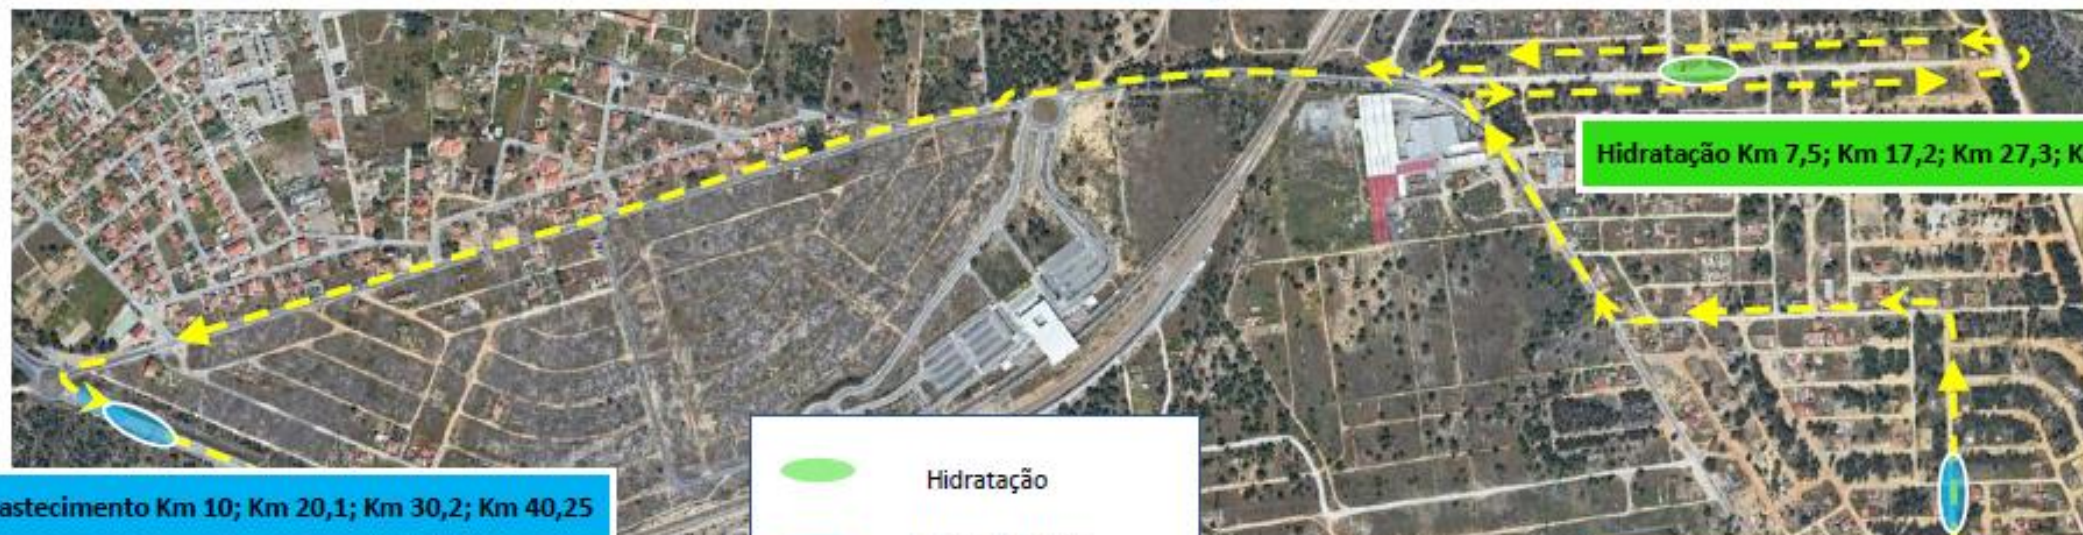 Hidratação Km 7,5; Km 17,2; Km 27,3; K
astecimento Km 10; Km 20,1; Km 30,2; Km 40,25
Hidratação